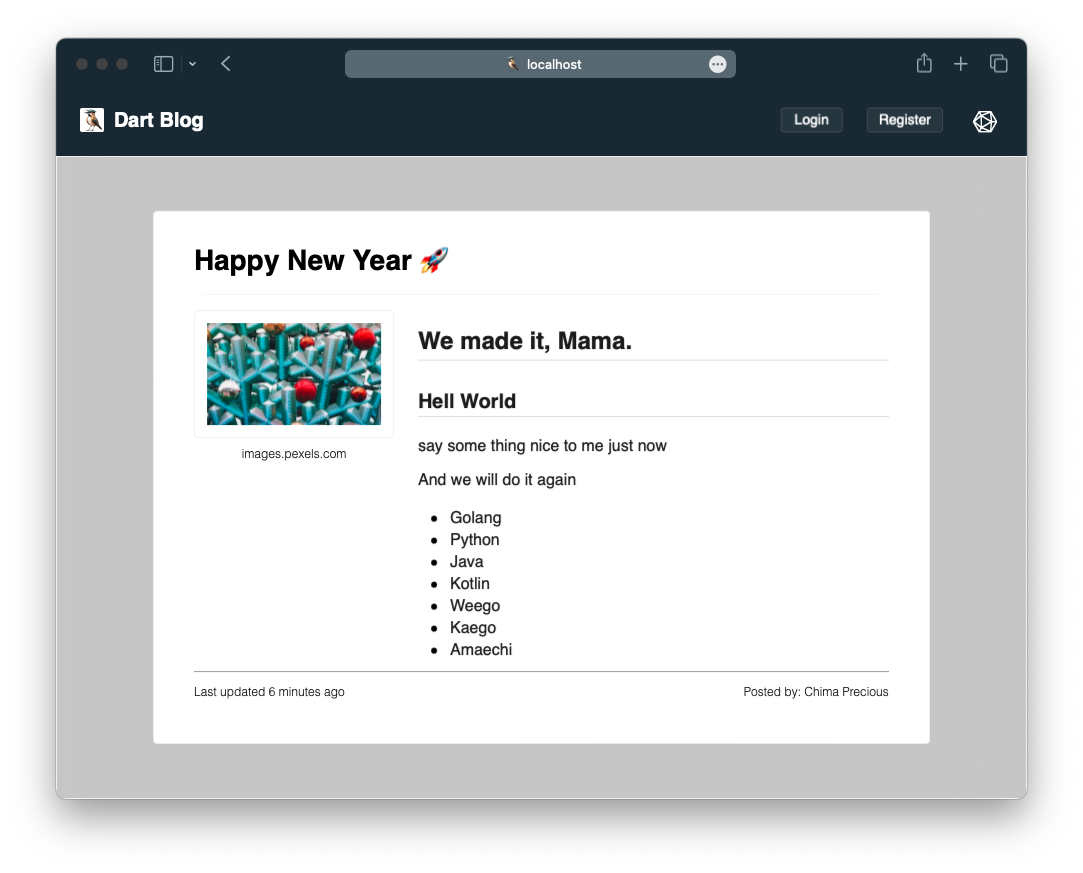 localhost
Dart Blog
Login
Register
Happy New Year 🚀
images.pexels.com
We made it, Mama.
Hell World
say some thing nice to me just now
And we will do it again
• Golang
• Python
• Java
• Kotlin
• Weego
• Kaego
• Amaechi
Last updated 6 minutes ago
Posted by: Chima Precious